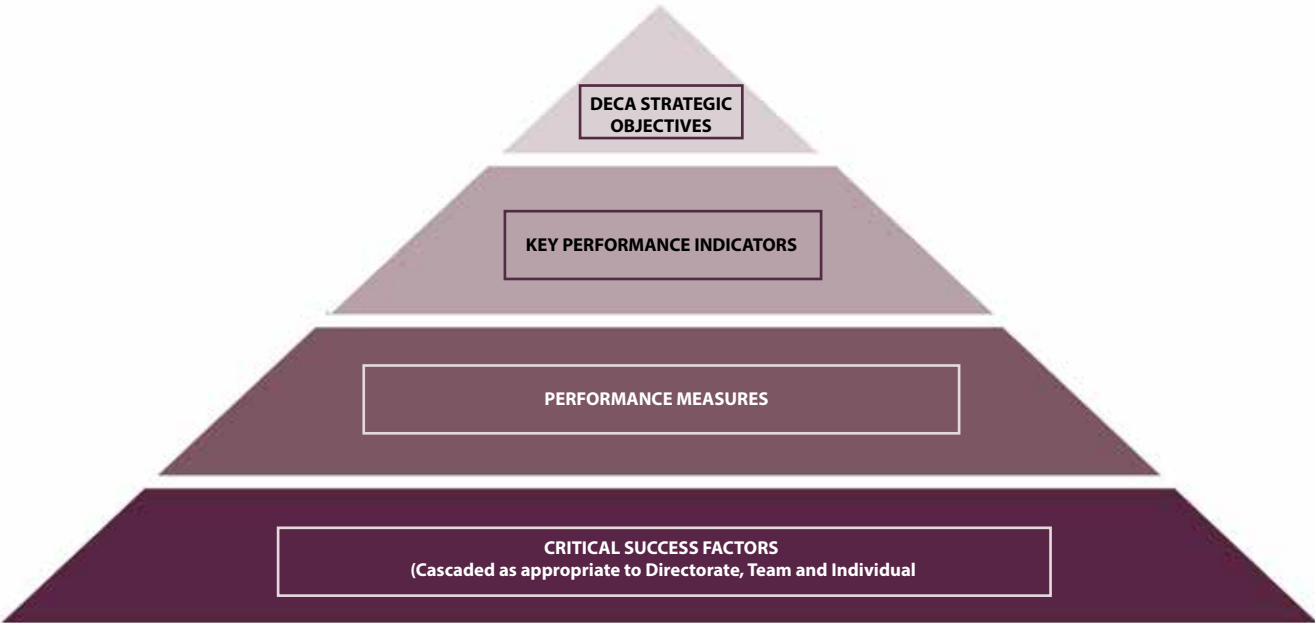 DECA STRATEGIC
OBJECTIVES
KEY PERFORMANCE INDICATORS
PERFORMANCE MEASURES
CRITICAL SUCCESS FACTORS
(Cascaded as appropriate to Directorate, Team and Individual